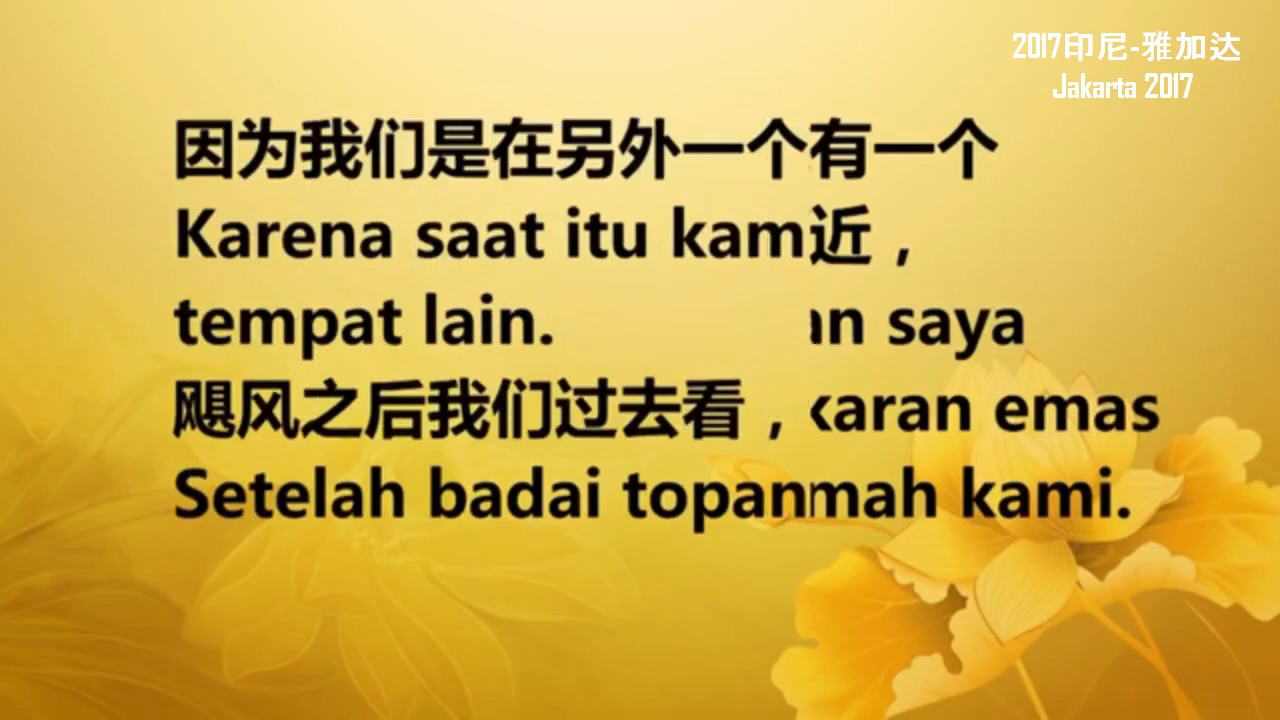 2017印尼-雅加达
Jakarta 2017
因为我们是在另外一个有一个
Karena saat itu kam近，
tempat lain. an saya
飓风之后我们过去看，karan emas
Setelah badai topanmah kami.